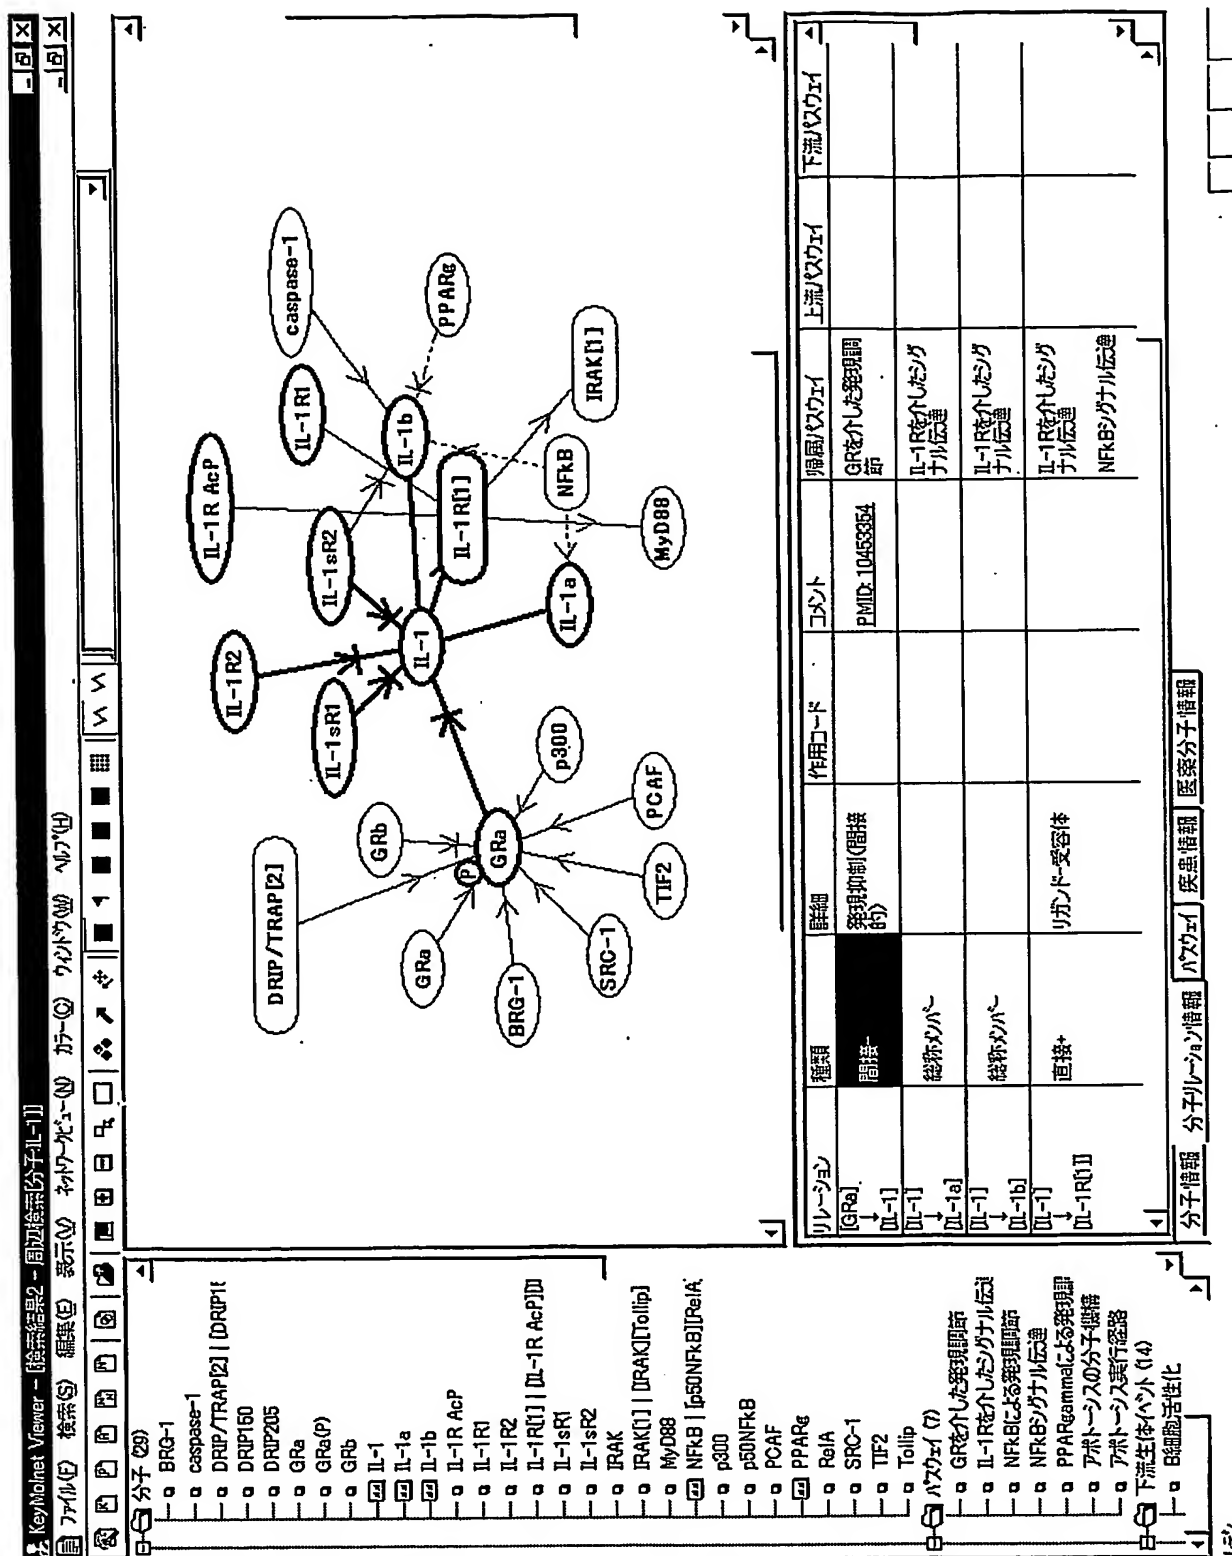 KeyMolnet Viewer - [検索結果2 - 周辺検索[分子:IL-1]]
ファイル(F) 検索(S) 編集(E) 表示(V) ネットワークビュー(N) カラー(C) ウィンドウ(W) ヘルプ(H)
分子 (29)
BRG-1
caspase-1
DRIP/TRAP[2] | [DRIP1
DRIP150
DRIP205
GRa
GRa(P)
GRb
IL-1
IL-1a
IL-1b
IL-1R AcP
IL-1R1
IL-1R2
IL-1R[1] | [IL-1R AcP][I
IL-1sR1
IL-1sR2
IRAK
IRAK[1] | [IRAK][Tollip]
MyD88
NFkB | [p50NFkB][RelA]
p300
p50NFkB
PCAF
PPARg
RelA
SRC-1
TIF2
Tollip
パスウェイ (7)
GRを介した発現調節
IL-1Rを介したシグナル伝達
NFkBによる発現調節
NFkBシグナル伝達
PPARgammaによる発現調
アポトーシスの分子機構
アポトーシス実行経路
下流生体イベント (14)
B細胞活性化
DRIP/TRAP[2]
GRb
GRa
P
GRa
BRG-1
SRC-1
TIF2
PCAF
p300
IL-1R2
IL-1sR1
IL-1sR2
IL-1
IL-1R AcP
IL-1R1
caspase-1
IL-1b
PPARg
IL-1R[1]
IL-1a
NFkB
IRAK[1]
MyD88
リレーション 種類 詳細 作用コード コメント 帰属パスウェイ 上流パスウェイ 下流パスウェイ
[GRa]
→[IL-1] 間接- 発現抑制(間接的) PMID: 10453354 GRを介した発現調節
[IL-1]
→[IL-1a] 総称メンバー IL-1Rを介したシグナル伝達
[IL-1]
→[IL-1b] 総称メンバー IL-1Rを介したシグナル伝達
[IL-1]
→[IL-1R[1]] 直接+ リガンド-受容体 IL-1Rを介したシグナル伝達
NFkBシグナル伝達
分子情報 分子リレーション情報 パスウェイ 疾患情報 医薬分子情報